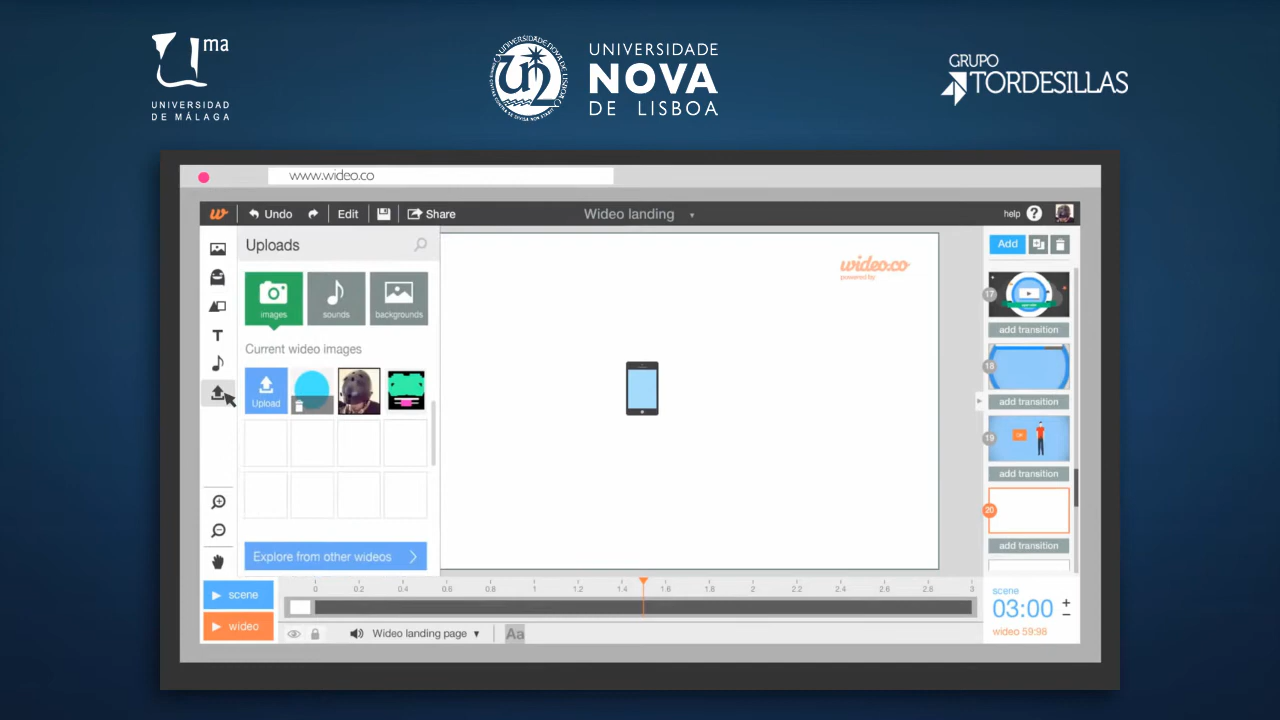 ma
UNIVERSIDAD
DE MÁLAGA
UNIVERSIDADE
NOVA
DE LISBOA
GRUPO
TORDESILLAS
www.wideo.co
Undo
Edit
Share
Wideo landing
help
?
Uploads
images
sounds
backgrounds
Current wideo images
Upload
Explore from other wideos
wideo.co
powered by
Add
17
add transition
18
add transition
19
add transition
20
add transition
T
scene
wideo
0 0.2 0.4 0.6 0.8 1 1.2 1.4 1.6 1.8 2 2.2 2.4 2.6 2.8 3
Wideo landing page
Aa
scene
03:00
+
−
wideo 59:98